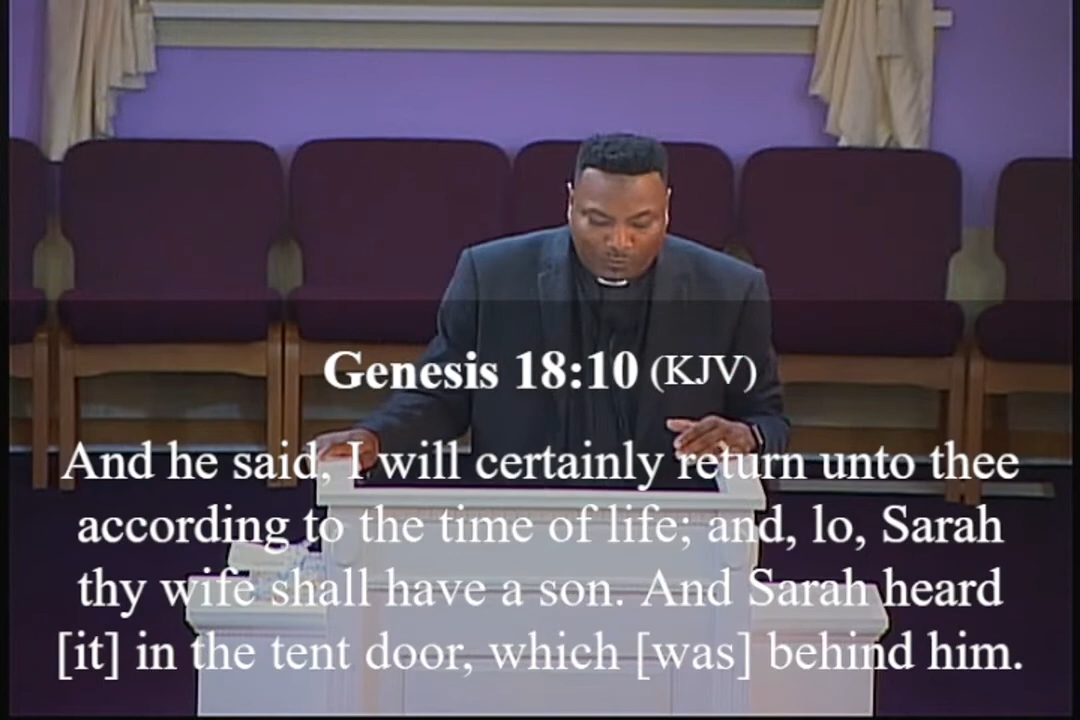 Genesis 18:10 (KJV)
And he said, I will certainly return unto thee
according to the time of life; and, lo, Sarah
thy wife shall have a son. And Sarah heard
[it] in the tent door, which [was] behind him.